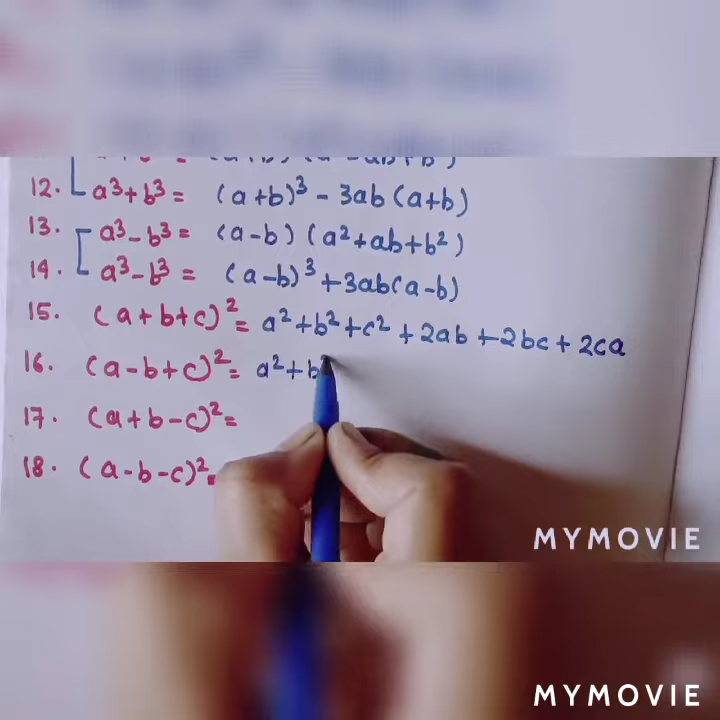 12. a³+b³ = (a+b)³ - 3ab(a+b)
13. a³-b³ = (a-b) (a²+ab+b²)
14. a³-b³ = (a-b)³ +3ab(a-b)
15. (a+b+c)² = a²+b²+c² +2ab +2bc+ 2ca
16. (a-b+c)² = a²+b²
17. (a+b-c)² =
18. (a-b-c)² =
MYMOVIE
MYMOVIE